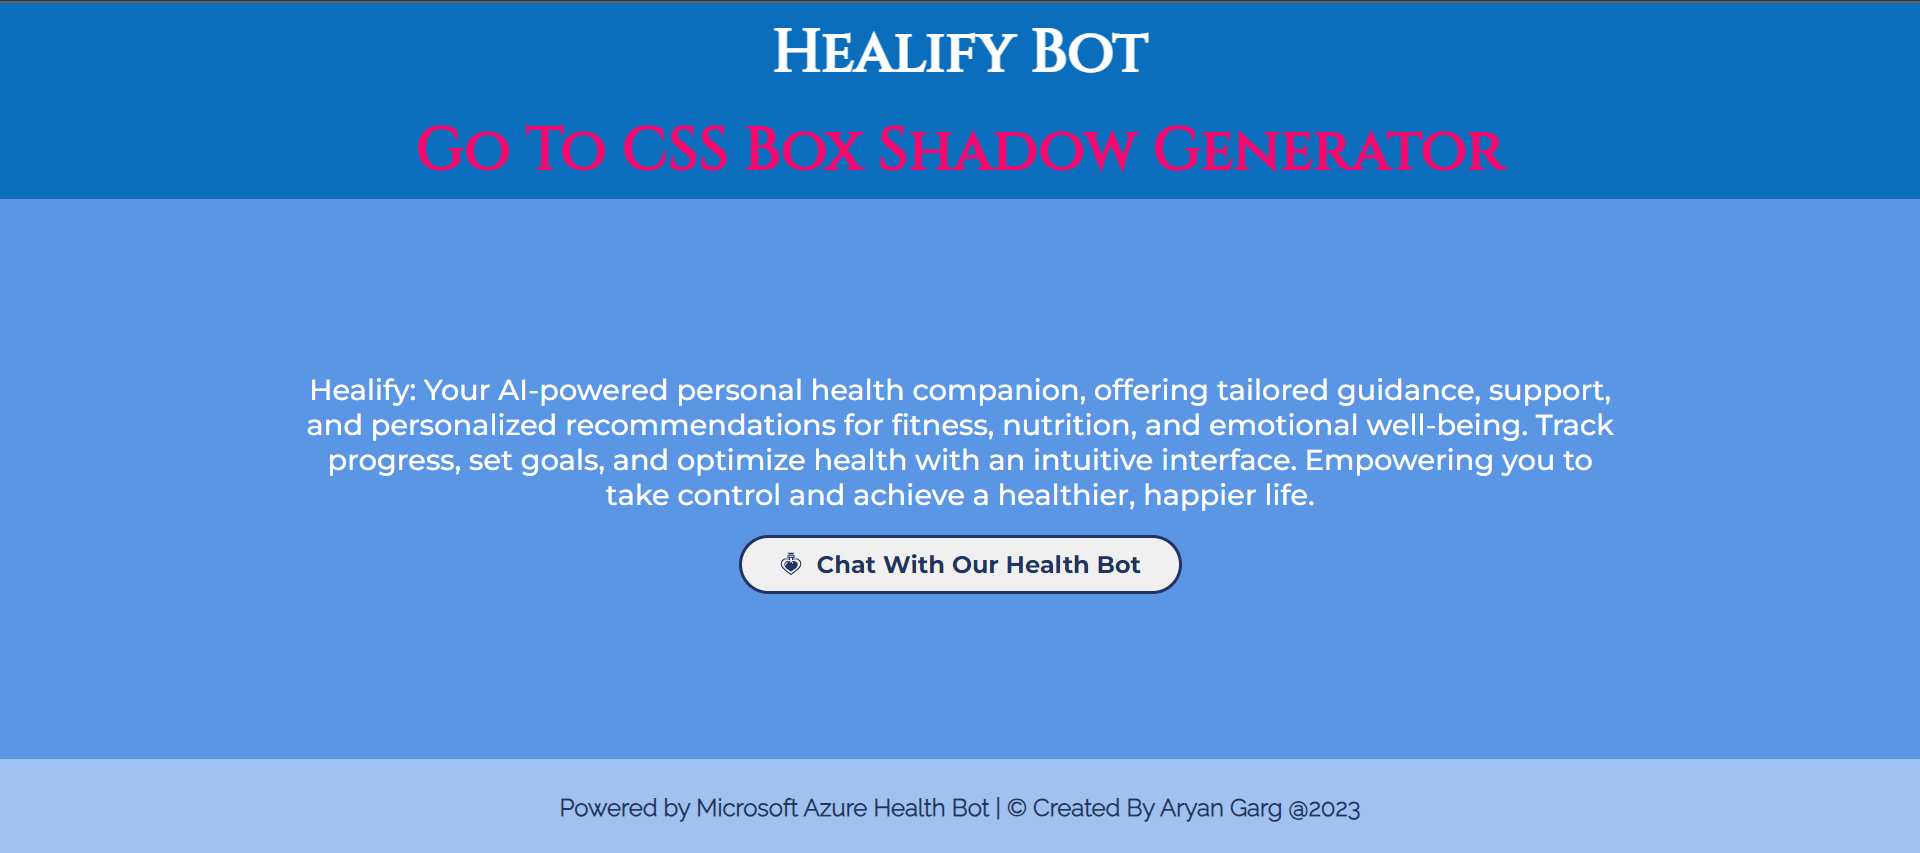 Healify Bot
Go To CSS Box Shadow Generator
Healify: Your AI-powered personal health companion, offering tailored guidance, support,
and personalized recommendations for fitness, nutrition, and emotional well-being. Track
progress, set goals, and optimize health with an intuitive interface. Empowering you to
take control and achieve a healthier, happier life.
Chat With Our Health Bot
Powered by Microsoft Azure Health Bot | © Created By Aryan Garg @2023